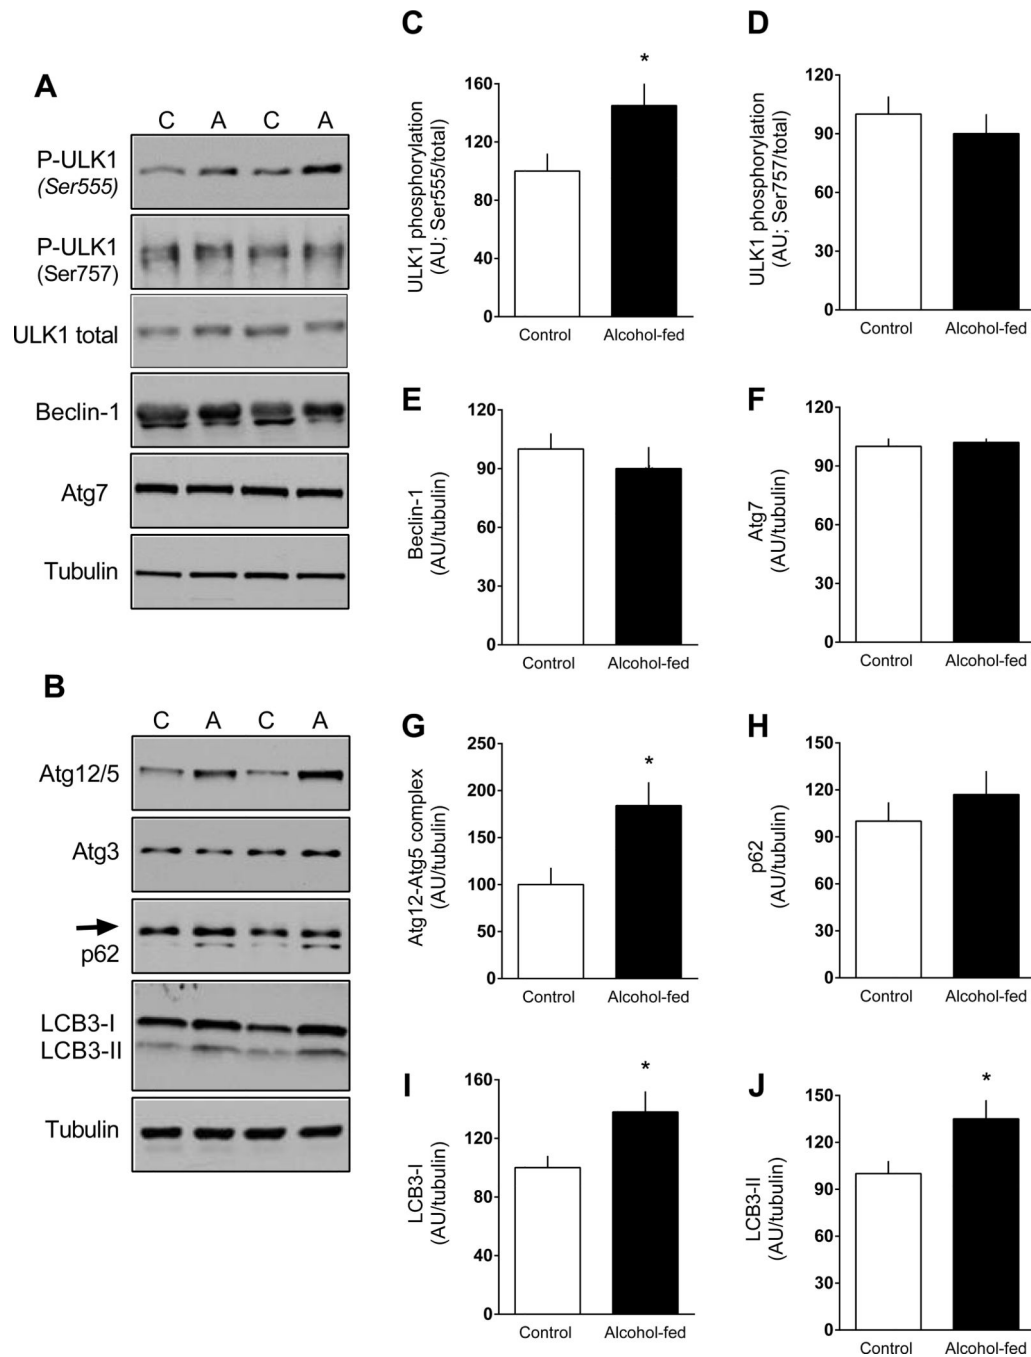 A
C A C A
P-ULK1
(Ser555)
P-ULK1
(Ser757)
ULK1 total
Beclin-1
Atg7
Tubulin
B
C A C A
Atg12/5
Atg3
p62
LCB3-I
LCB3-II
Tubulin
C
ULK1 phosphorylation
(AU; Ser555/total)
160
120
80
40
0
*
Control Alcohol-fed
D
ULK1 phosphorylation
(AU; Ser757/total)
120
90
60
30
0
Control Alcohol-fed
E
Beclin-1
(AU/tubulin)
120
90
60
30
0
Control Alcohol-fed
F
Atg7
(AU/tubulin)
120
90
60
30
0
Control Alcohol-fed
G
Atg12-Atg5 complex
(AU/tubulin)
250
200
150
100
50
0
*
Control Alcohol-fed
H
p62
(AU/tubulin)
150
120
90
60
30
0
Control Alcohol-fed
I
LCB3-I
(AU/tubulin)
160
120
80
40
0
*
Control Alcohol-fed
J
LCB3-II
(AU/tubulin)
150
120
90
60
30
0
*
Control Alcohol-fed